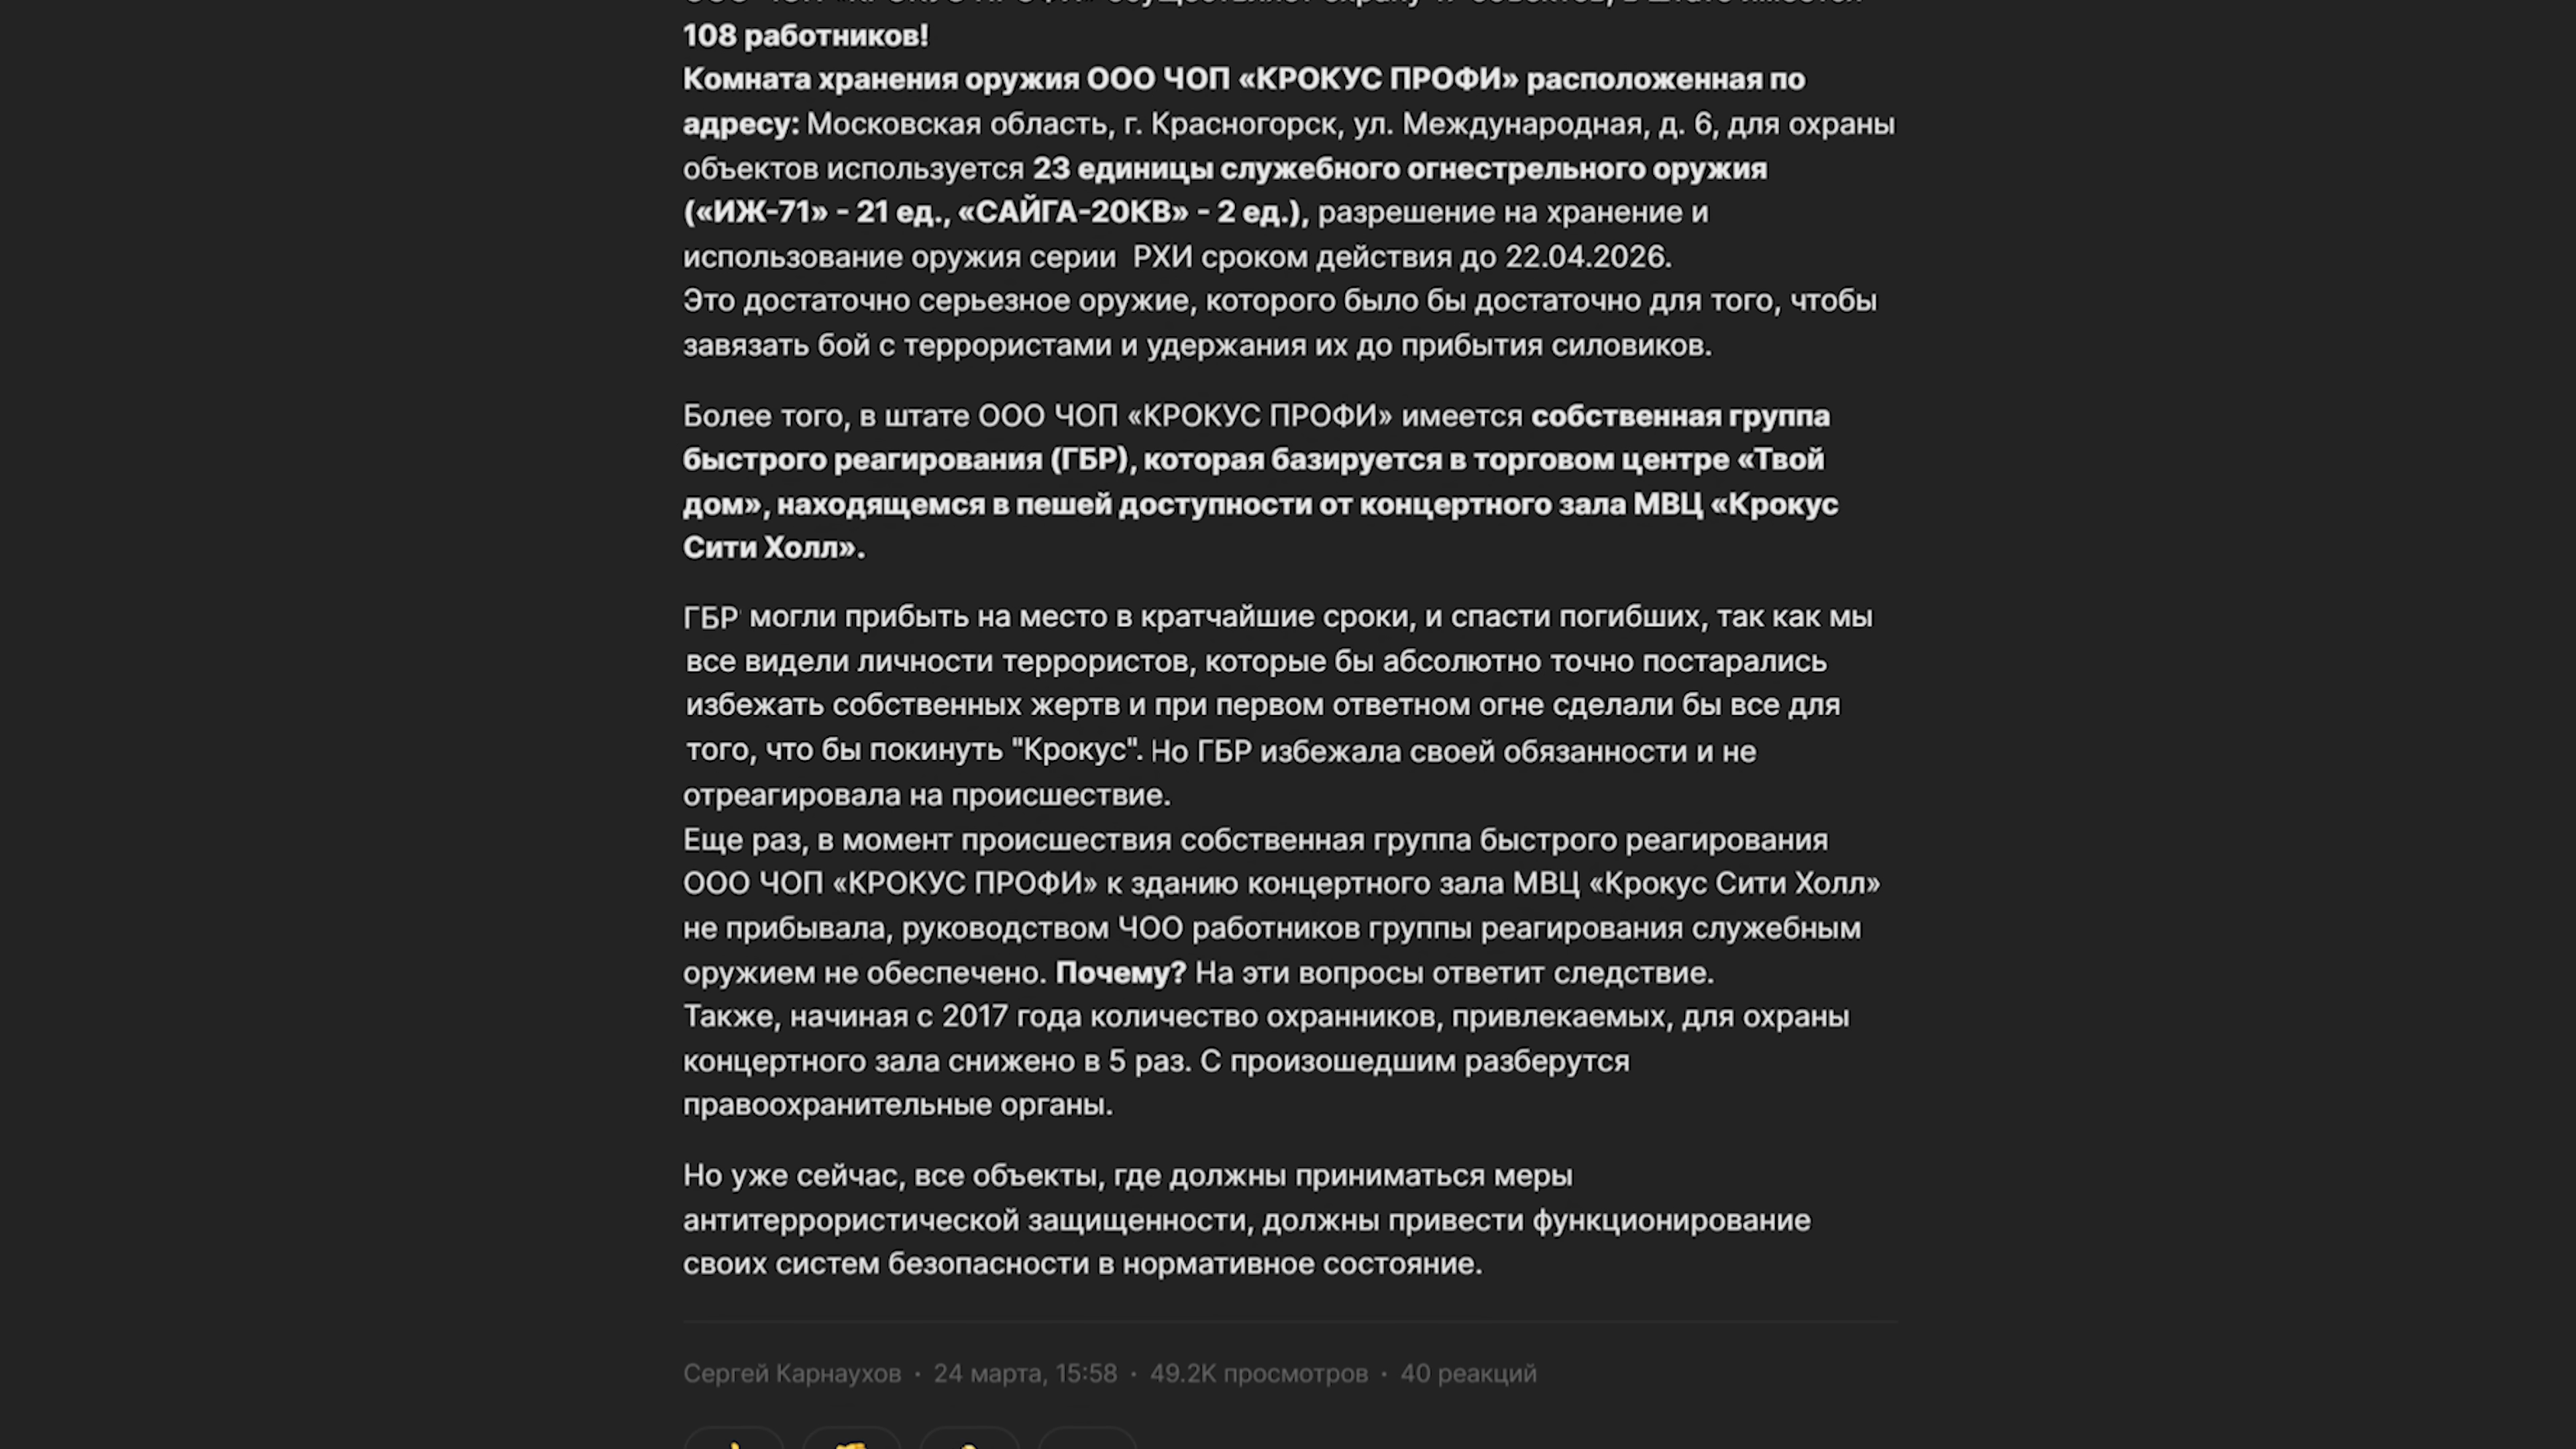 108 работников!
Комната хранения оружия ООО ЧОП «КРОКУС ПРОФИ» расположенная по
адресу: Московская область, г. Красногорск, ул. Международная, д. 6, для охраны
объектов используется 23 единицы служебного огнестрельного оружия
(«ИЖ-71» - 21 ед., «САЙГА-20КВ» - 2 ед.), разрешение на хранение и
использование оружия серии РХИ сроком действия до 22.04.2026.
Это достаточно серьезное оружие, которого было бы достаточно для того, чтобы
завязать бой с террористами и удержания их до прибытия силовиков.
Более того, в штате ООО ЧОП «КРОКУС ПРОФИ» имеется собственная группа
быстрого реагирования (ГБР), которая базируется в торговом центре «Твой
дом», находящемся в пешей доступности от концертного зала МВЦ «Крокус
Сити Холл».
ГБР могли прибыть на место в кратчайшие сроки, и спасти погибших, так как мы
все видели личности террористов, которые бы абсолютно точно постарались
избежать собственных жертв и при первом ответном огне сделали бы все для
того, что бы покинуть "Крокус". Но ГБР избежала своей обязанности и не
отреагировала на происшествие.
Еще раз, в момент происшествия собственная группа быстрого реагирования
ООО ЧОП «КРОКУС ПРОФИ» к зданию концертного зала МВЦ «Крокус Сити Холл»
не прибывала, руководством ЧОО работников группы реагирования служебным
оружием не обеспечено. Почему? На эти вопросы ответит следствие.
Также, начиная с 2017 года количество охранников, привлекаемых, для охраны
концертного зала снижено в 5 раз. С произошедшим разберутся
правоохранительные органы.
Но уже сейчас, все объекты, где должны приниматься меры
антитеррористической защищенности, должны привести функционирование
своих систем безопасности в нормативное состояние.
Сергей Карнаухов · 24 марта, 15:58 · 49.2K просмотров · 40 реакций